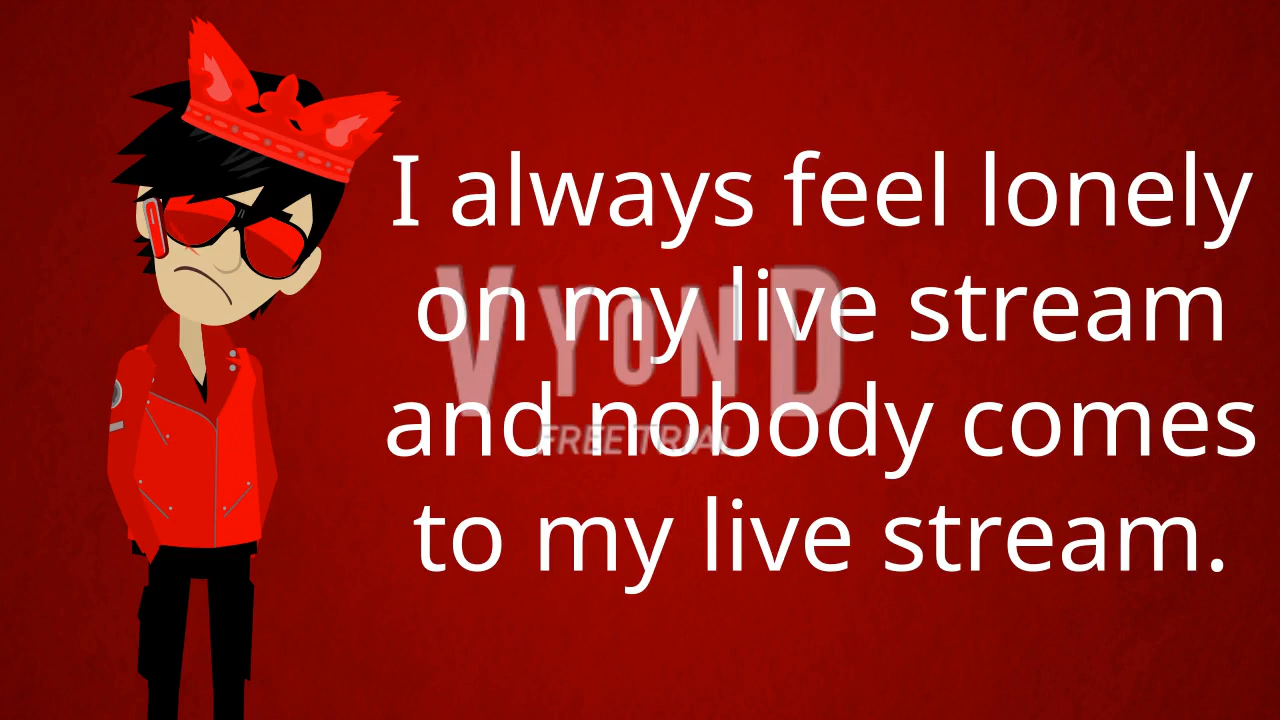 I always feel lonely
on my live stream
and nobody comes
to my live stream.
VYOND
FREE TRIAL